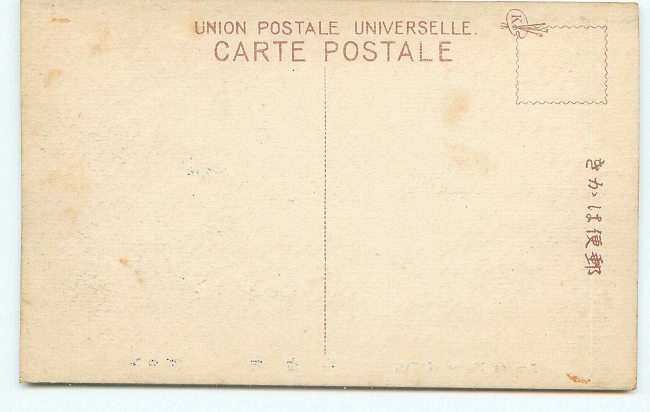 UNION POSTALE UNIVERSELLE.
CARTE POSTALE
K
郵便はかき